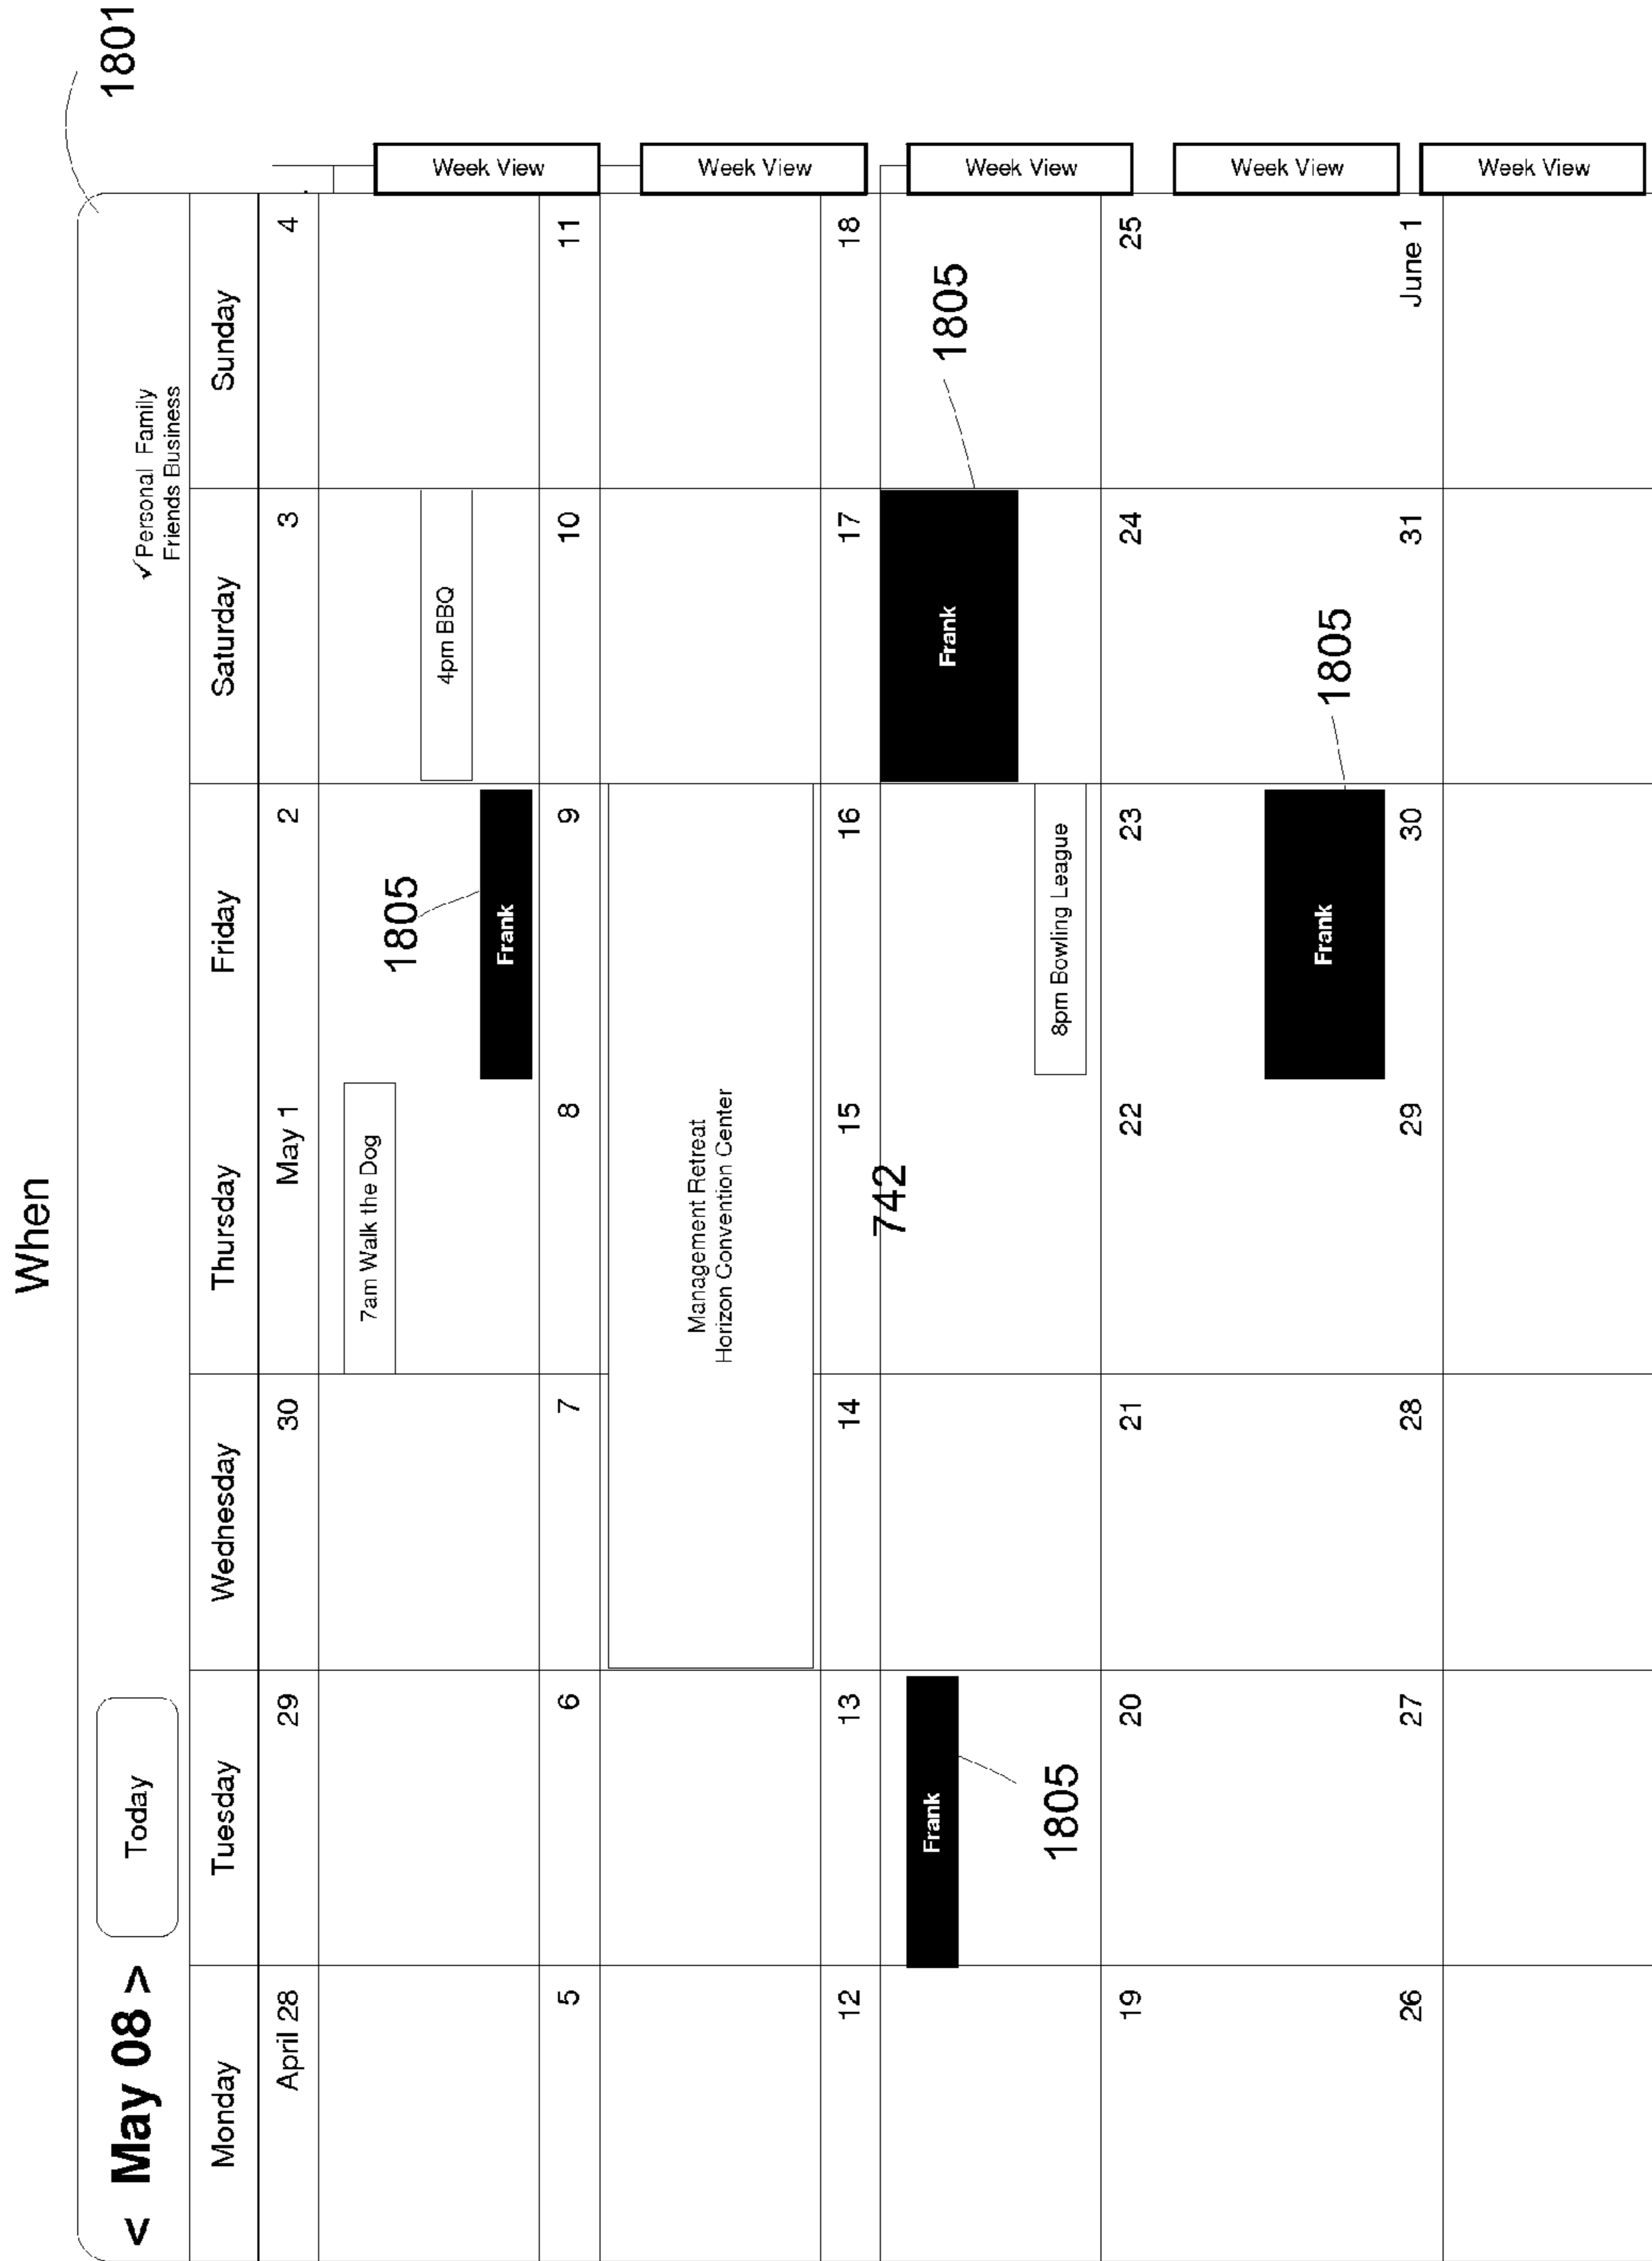 When
1801
< May 08 >
Today
✓Personal Family
Friends Business
Monday Tuesday Wednesday Thursday Friday Saturday Sunday
April 28 29 30 May 1 2 3 4
7am Walk the Dog
1805
4pm BBQ
Frank
Week View
5 6 7 8 9 10 11
Management Retreat
Horizon Convention Center
Week View
12 13 14 15 16 17 18
742
Frank
1805
Frank
1805
8pm Bowling League
Week View
19 20 21 22 23 24 25
Frank
1805
Week View
26 27 28 29 30 31 June 1
Week View